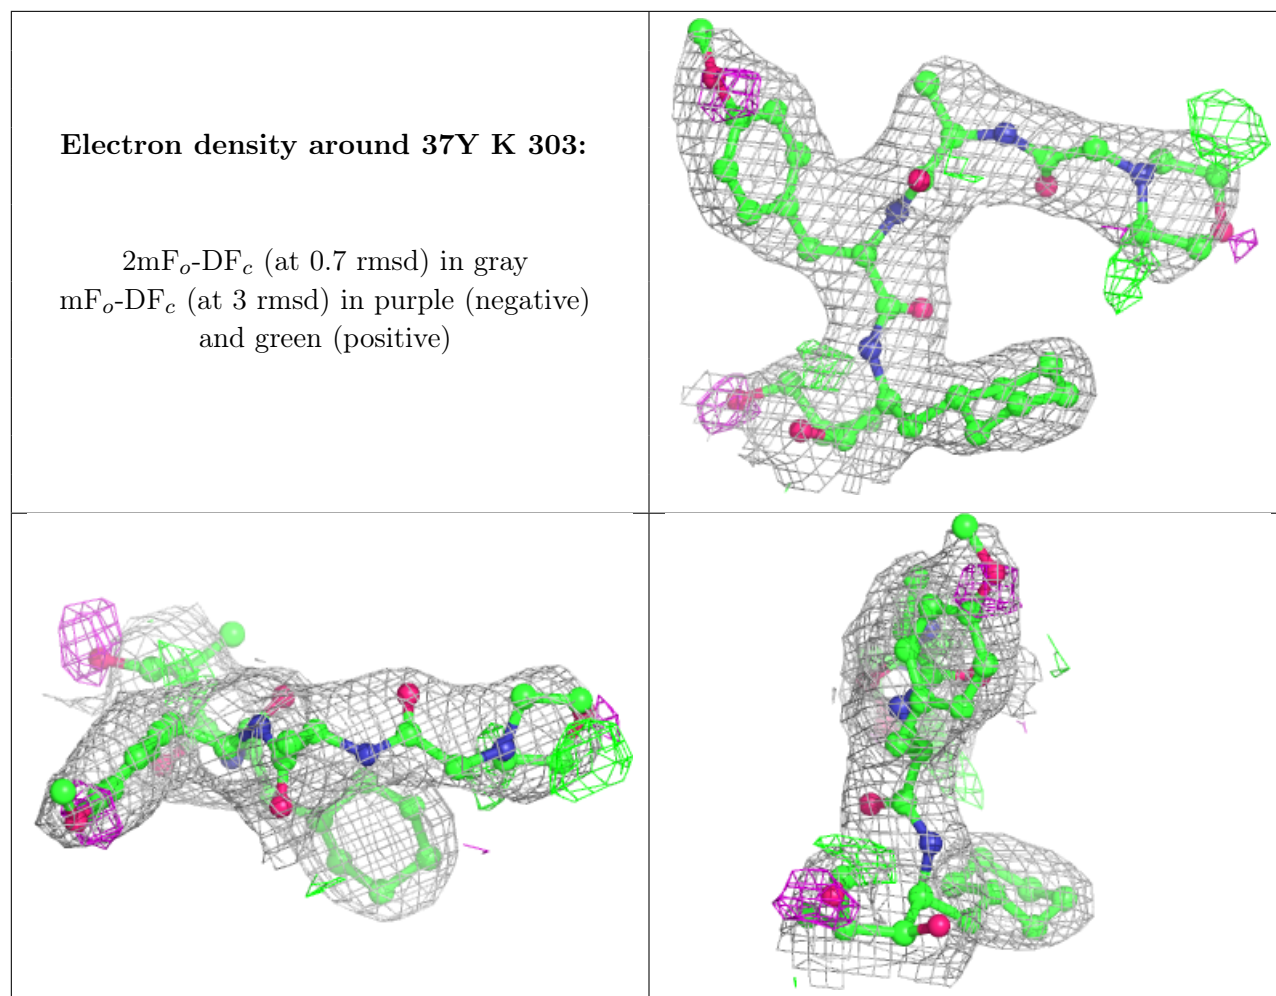 Electron density around 37Y K 303:
2mFo-DFc (at 0.7 rmsd) in gray
mFo-DFc (at 3 rmsd) in purple (negative)
and green (positive)